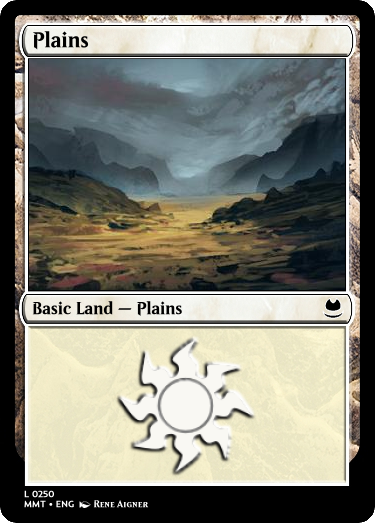 Plains
Basic Land — Plains
L 0250
MMT • ENG Rene Aigner